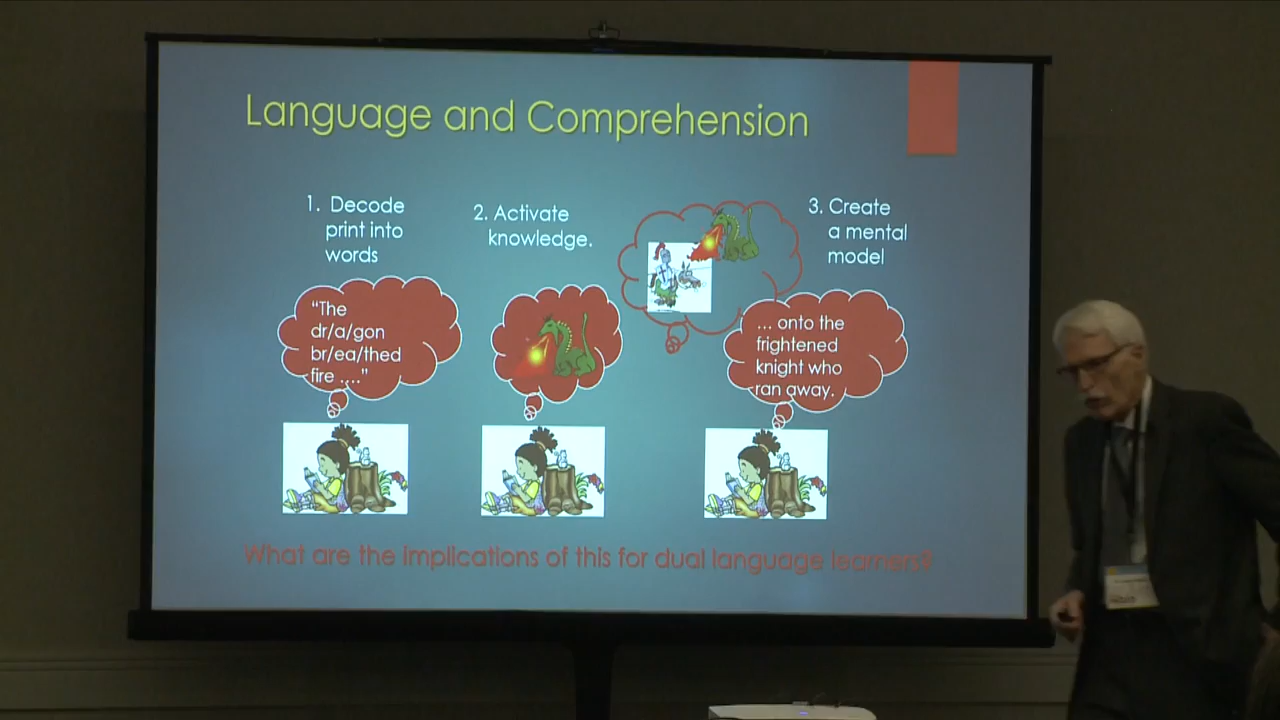 Language and Comprehension
1. Decode
print into
words
2. Activate
knowledge.
3. Create
a mental
model
"The
dr/a/gon
br/ea/thed
fire ...."
... onto the
frightened
knight who
ran away.
What are the implications of this for dual language learners?